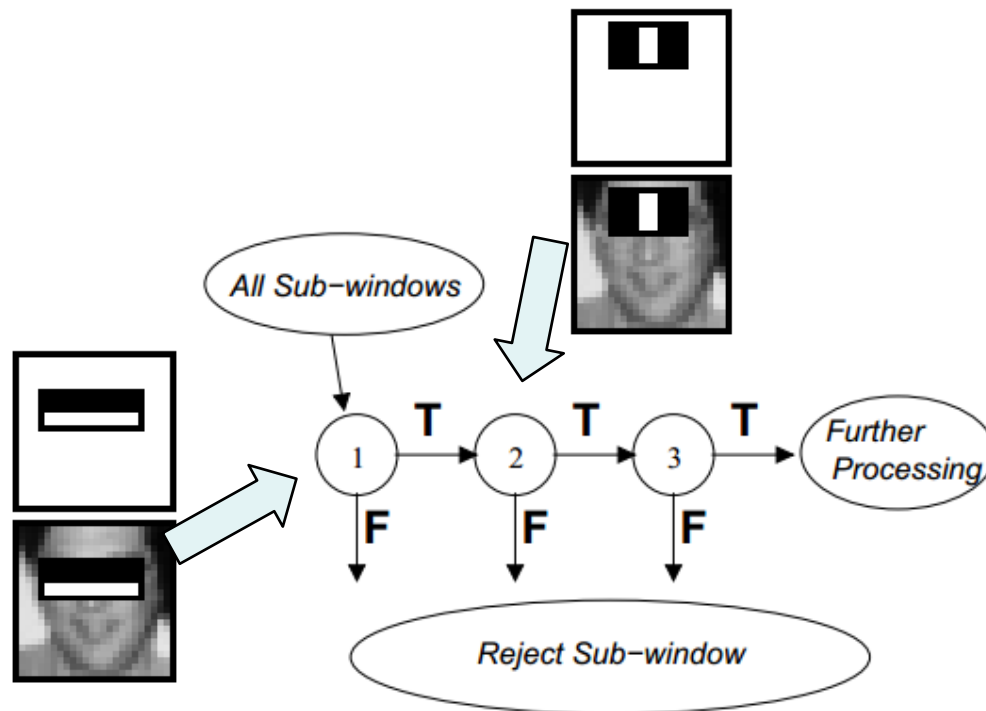 All Sub−windows
T
T
T
1
2
3
Further
Processing
F
F
F
Reject Sub−window